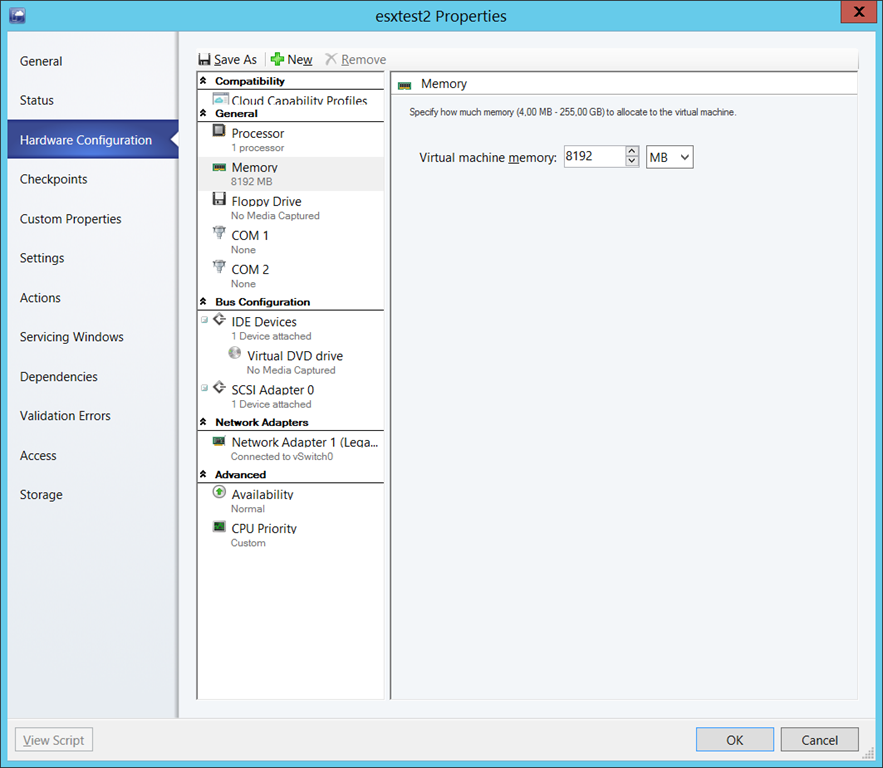 esxtest2 Properties
General
Status
Hardware Configuration
Checkpoints
Custom Properties
Settings
Actions
Servicing Windows
Dependencies
Validation Errors
Access
Storage
Save As New Remove
Compatibility
Cloud Capability Profiles
General
Processor
1 processor
Memory
8192 MB
Floppy Drive
No Media Captured
COM 1
None
COM 2
None
Bus Configuration
IDE Devices
1 Device attached
Virtual DVD drive
No Media Captured
SCSI Adapter 0
1 Device attached
Network Adapters
Network Adapter 1 (Lega...
Connected to vSwitch0
Advanced
Availability
Normal
CPU Priority
Custom
Memory
Specify how much memory (4,00 MB - 255,00 GB) to allocate to the virtual machine.
Virtual machine memory: 8192 MB
View Script
OK
Cancel